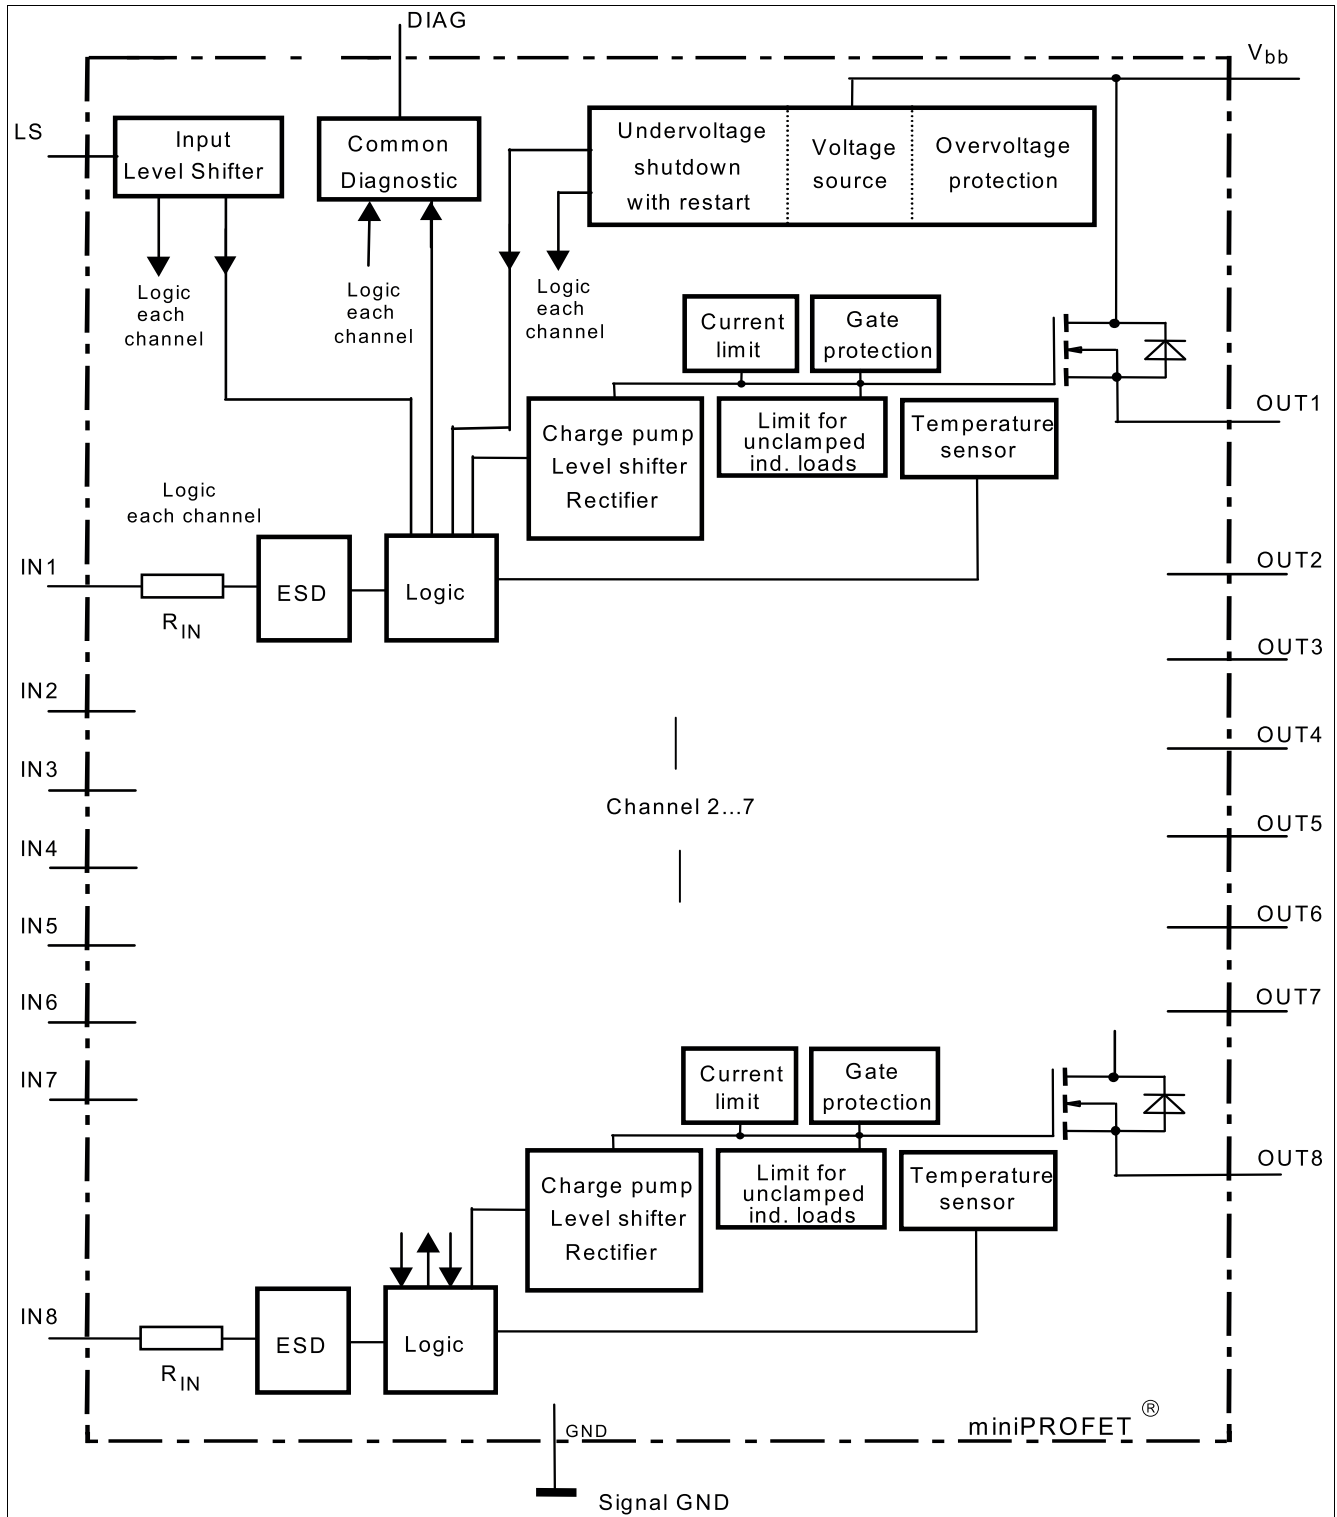 DIAG
Vbb
LS
Input
Level Shifter
Common
Diagnostic
Undervoltage
shutdown
with restart
Voltage
source
Overvoltage
protection
Logic
each
channel
Logic
each
channel
Logic
each
channel
Current
limit
Gate
protection
OUT1
Charge pump
Level shifter
Rectifier
Limit for
unclamped
ind. loads
Temperature
sensor
Logic
each channel
IN1
RIN
ESD
Logic
OUT2
OUT3
IN2
OUT4
IN3
Channel 2...7
OUT5
IN4
OUT6
IN5
OUT7
IN6
IN7
Current
limit
Gate
protection
OUT8
Charge pump
Level shifter
Rectifier
Limit for
unclamped
ind. loads
Temperature
sensor
IN8
RIN
ESD
Logic
GND
miniPROFET ®
Signal GND